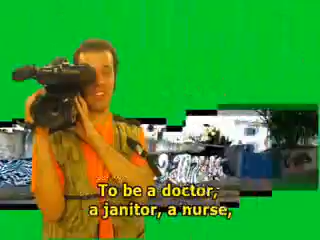 To be a doctor,
a janitor, a nurse,